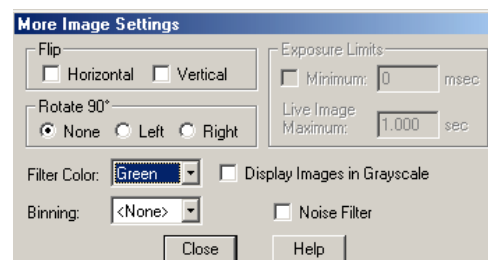 More Image Settings
Flip
Horizontal Vertical
Exposure Limits
Minimum: 0 msec
Live Image Maximum: 1.000 sec
Rotate 90°
None Left Right
Filter Color: Green Display Images in Grayscale
Binning: <None> Noise Filter
Close Help